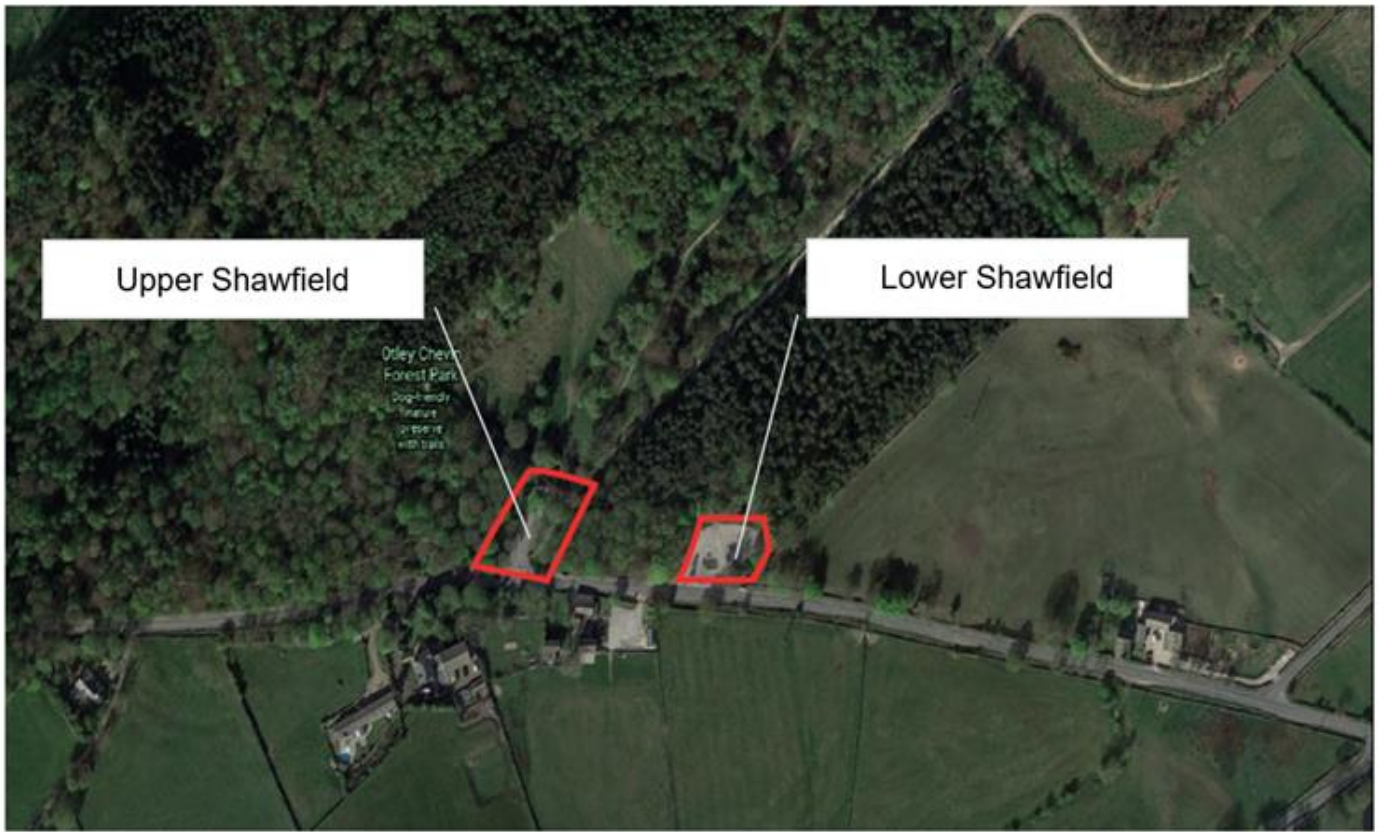 Upper Shawfield
Lower Shawfield
Otley Chevin
Forest Park
Dog-friendly
nature
preserve
with trails